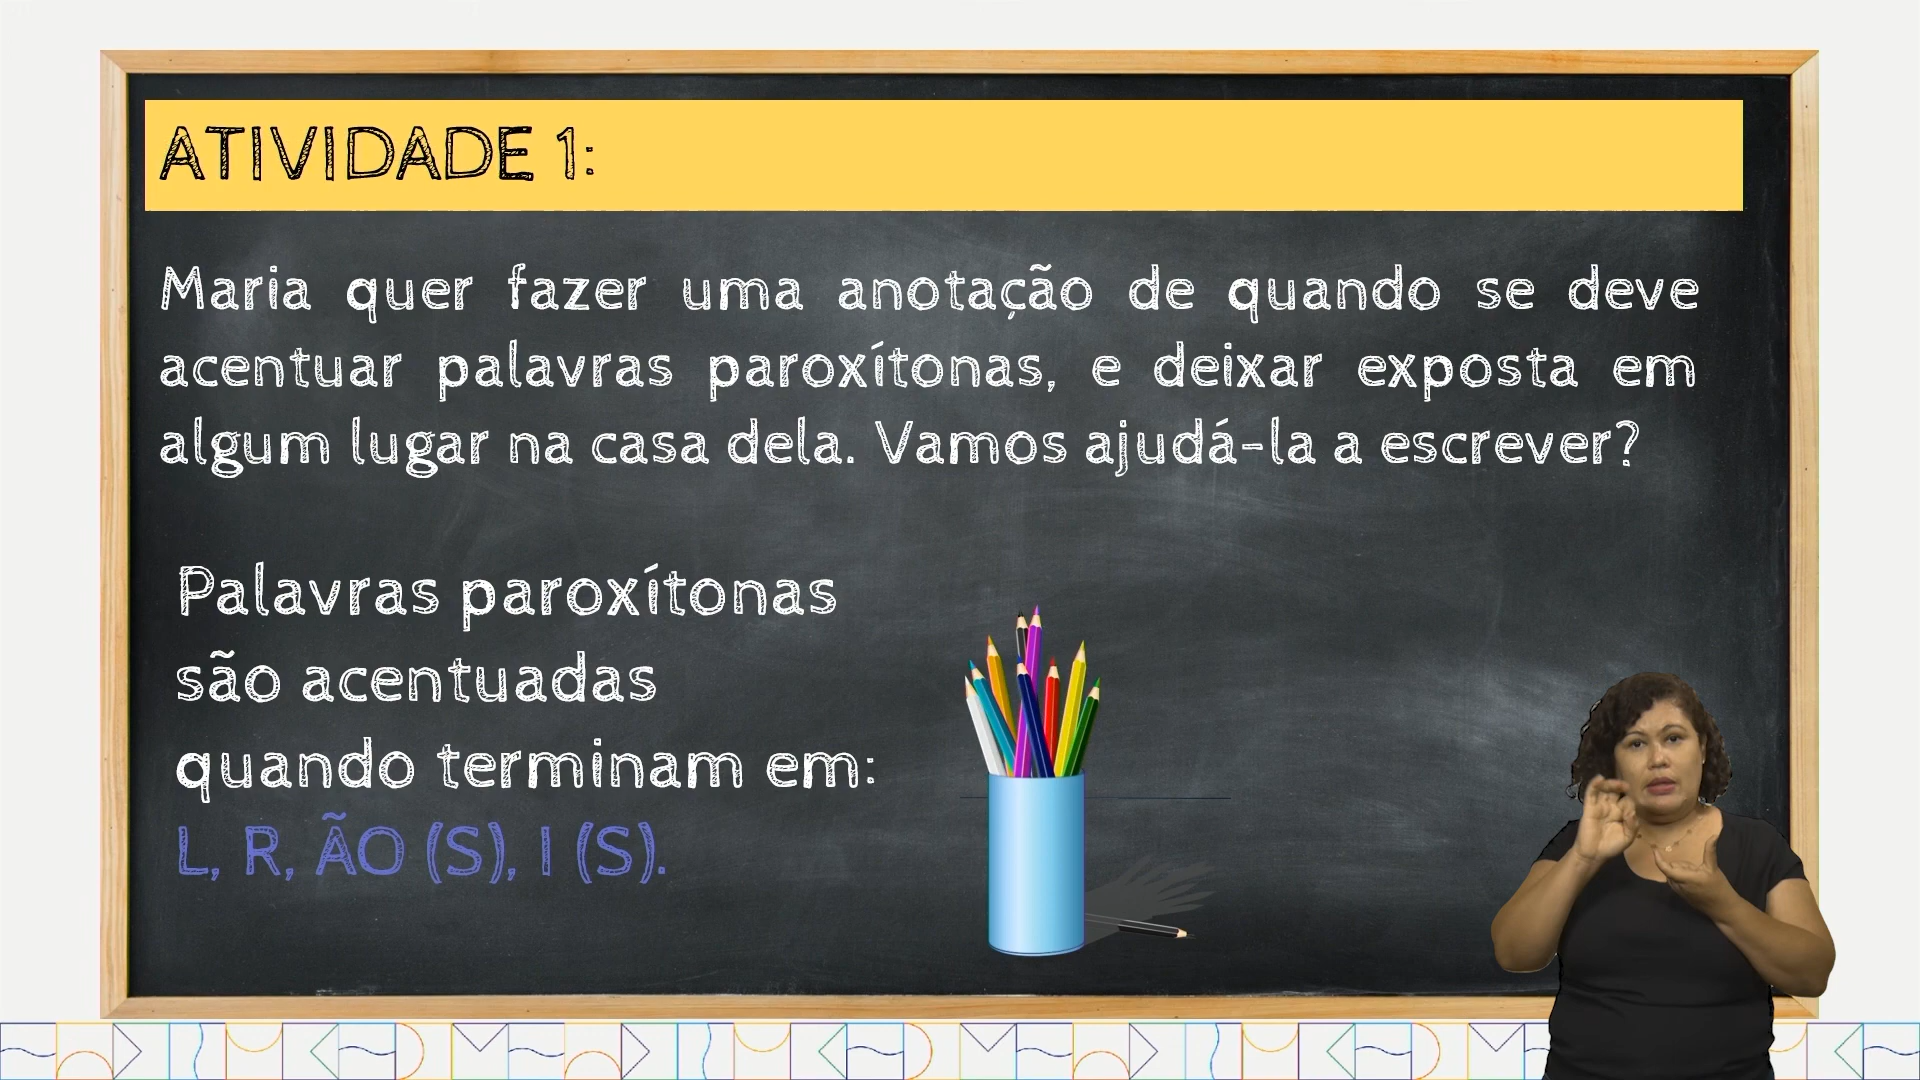 ATIVIDADE 1:
Maria quer fazer uma anotação de quando se deve
acentuar palavras paroxítonas, e deixar exposta em
algum lugar na casa dela. Vamos ajudá-la a escrever?
Palavras paroxítonas
são acentuadas
quando terminam em:
L, R, ÃO (S), I (S).